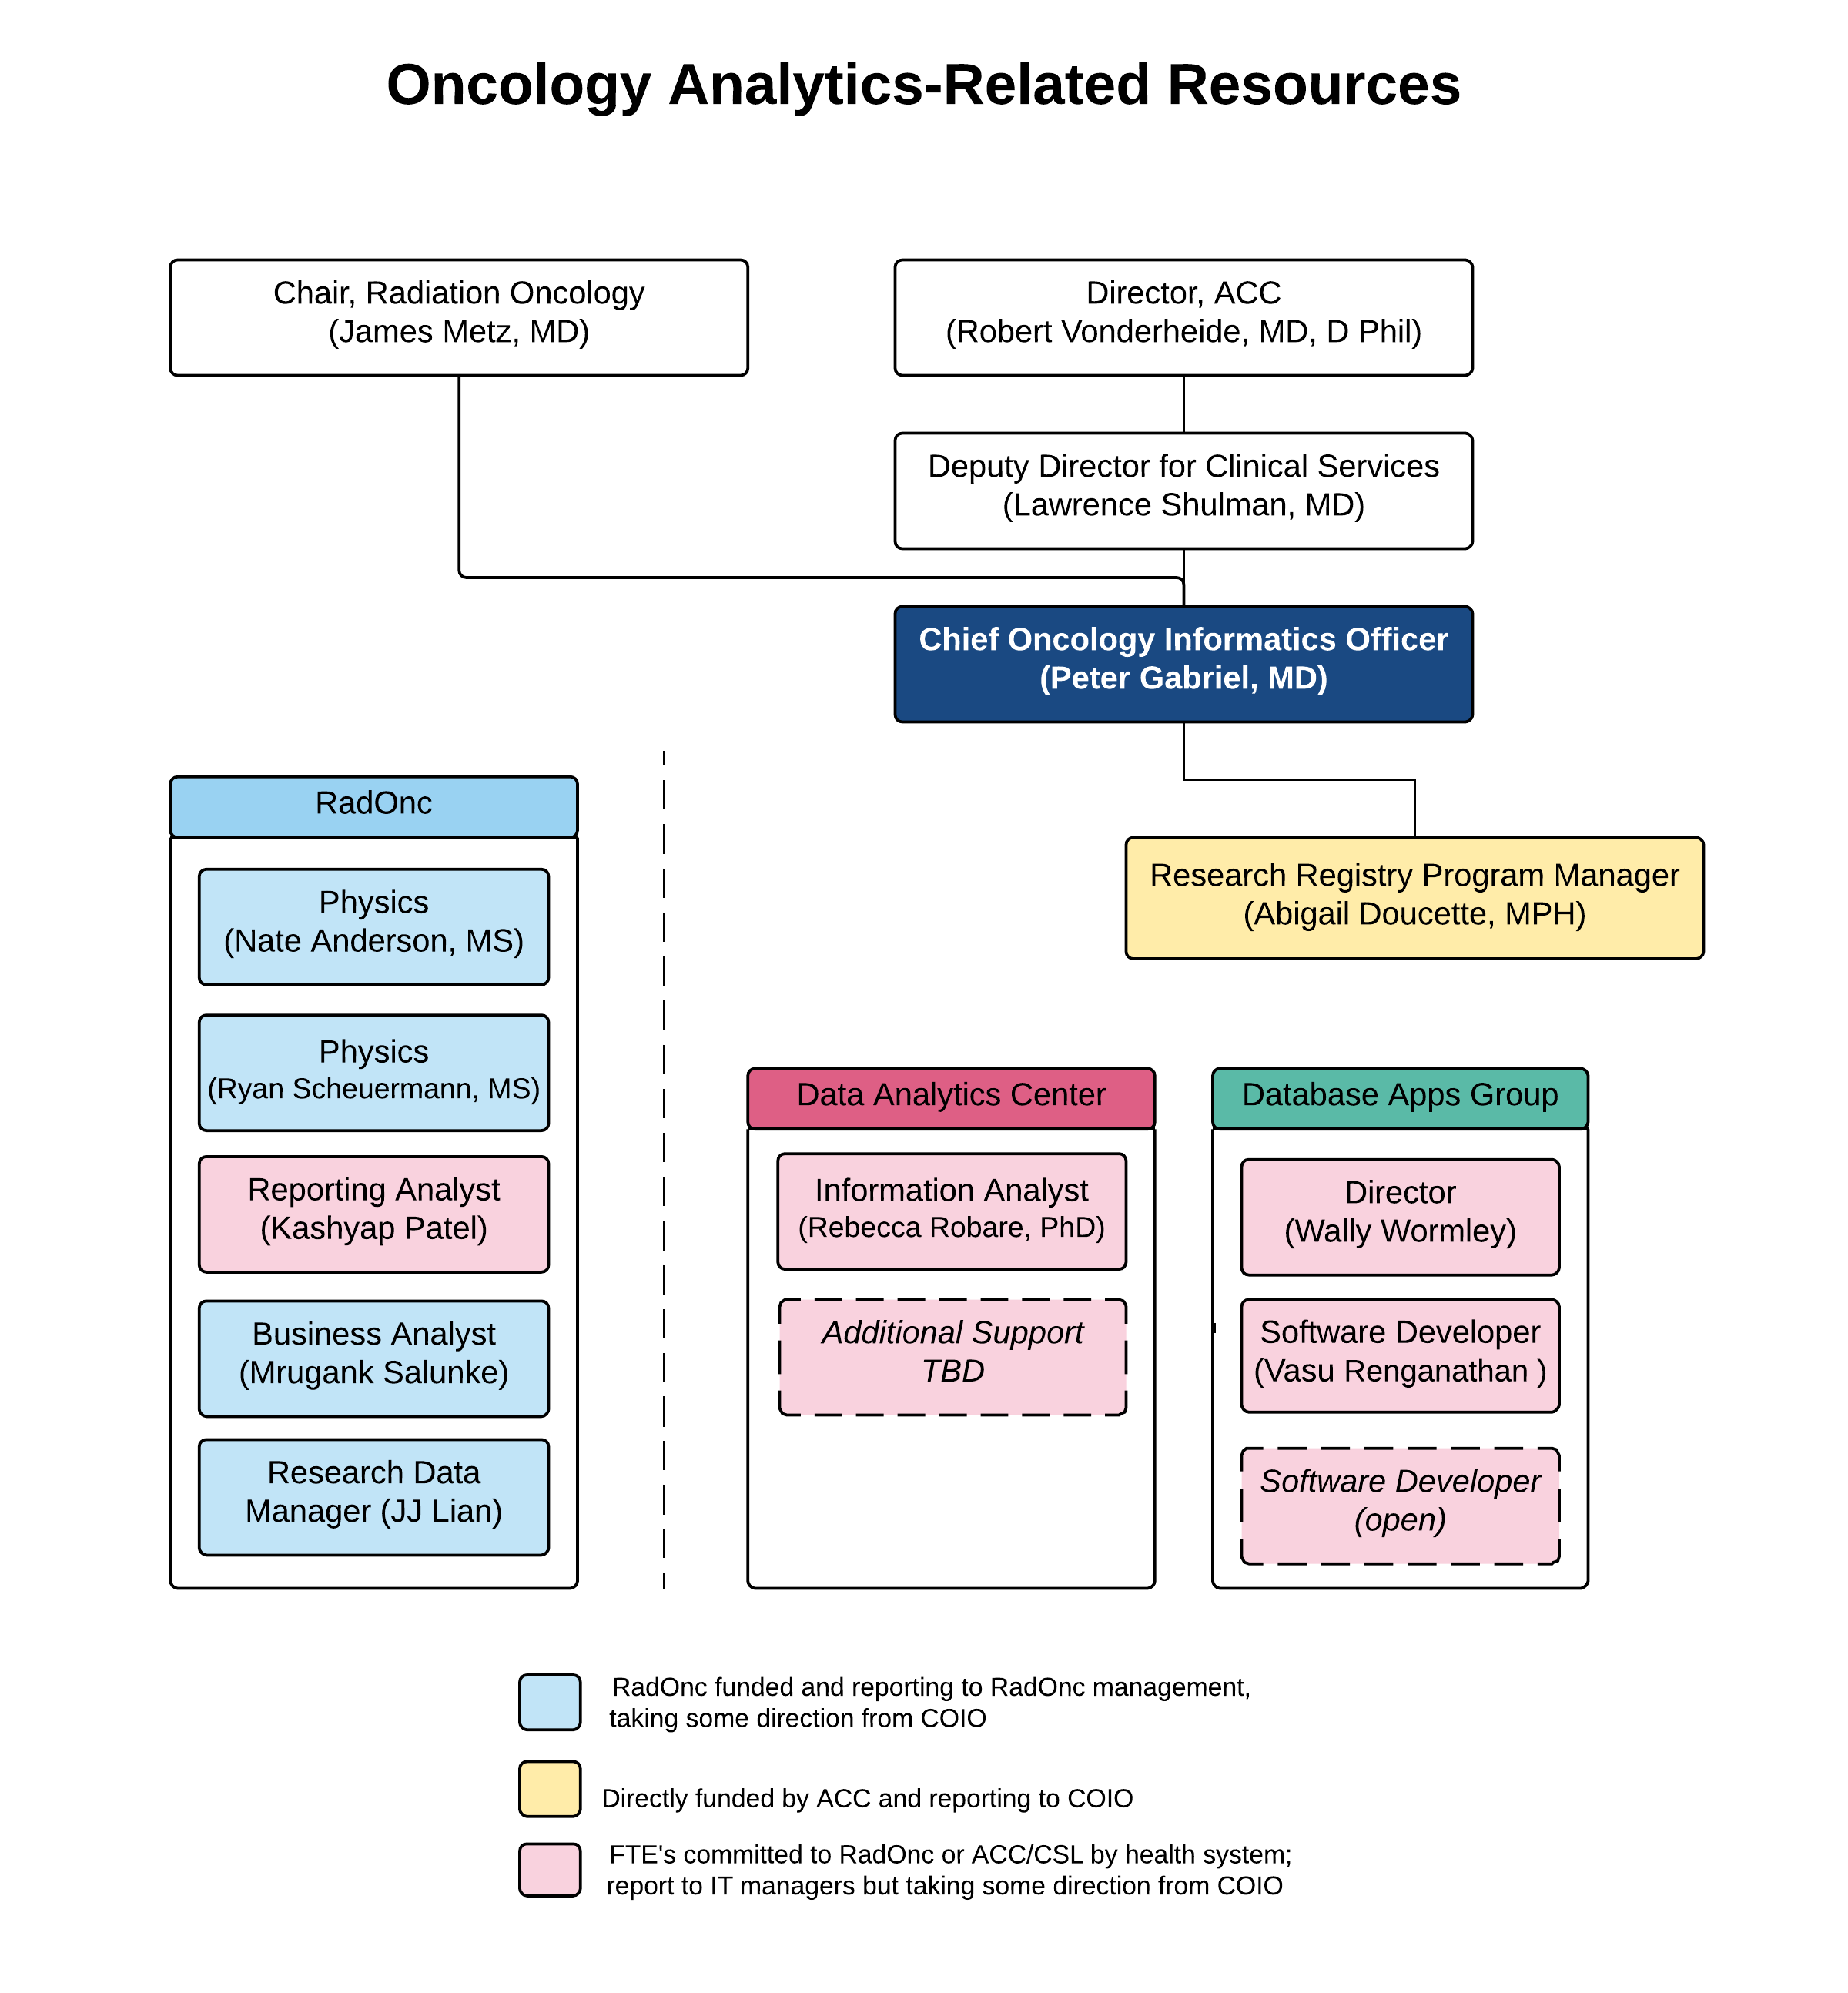 Oncology Analytics-Related Resources
Chair, Radiation Oncology
(James Metz, MD)
Director, ACC
(Robert Vonderheide, MD, D Phil)
Deputy Director for Clinical Services
(Lawrence Shulman, MD)
Chief Oncology Informatics Officer
(Peter Gabriel, MD)
Research Registry Program Manager
(Abigail Doucette, MPH)
RadOnc
Physics
(Nate Anderson, MS)
Physics
(Ryan Scheuermann, MS)
Reporting Analyst
(Kashyap Patel)
Business Analyst
(Mrugank Salunke)
Research Data
Manager (JJ Lian)
Data Analytics Center
Information Analyst
(Rebecca Robare, PhD)
Additional Support
TBD
Database Apps Group
Director
(Wally Wormley)
Software Developer
(Vasu Renganathan )
Software Developer
(open)
RadOnc funded and reporting to RadOnc management,
taking some direction from COIO
Directly funded by ACC and reporting to COIO
FTE's committed to RadOnc or ACC/CSL by health system;
report to IT managers but taking some direction from COIO